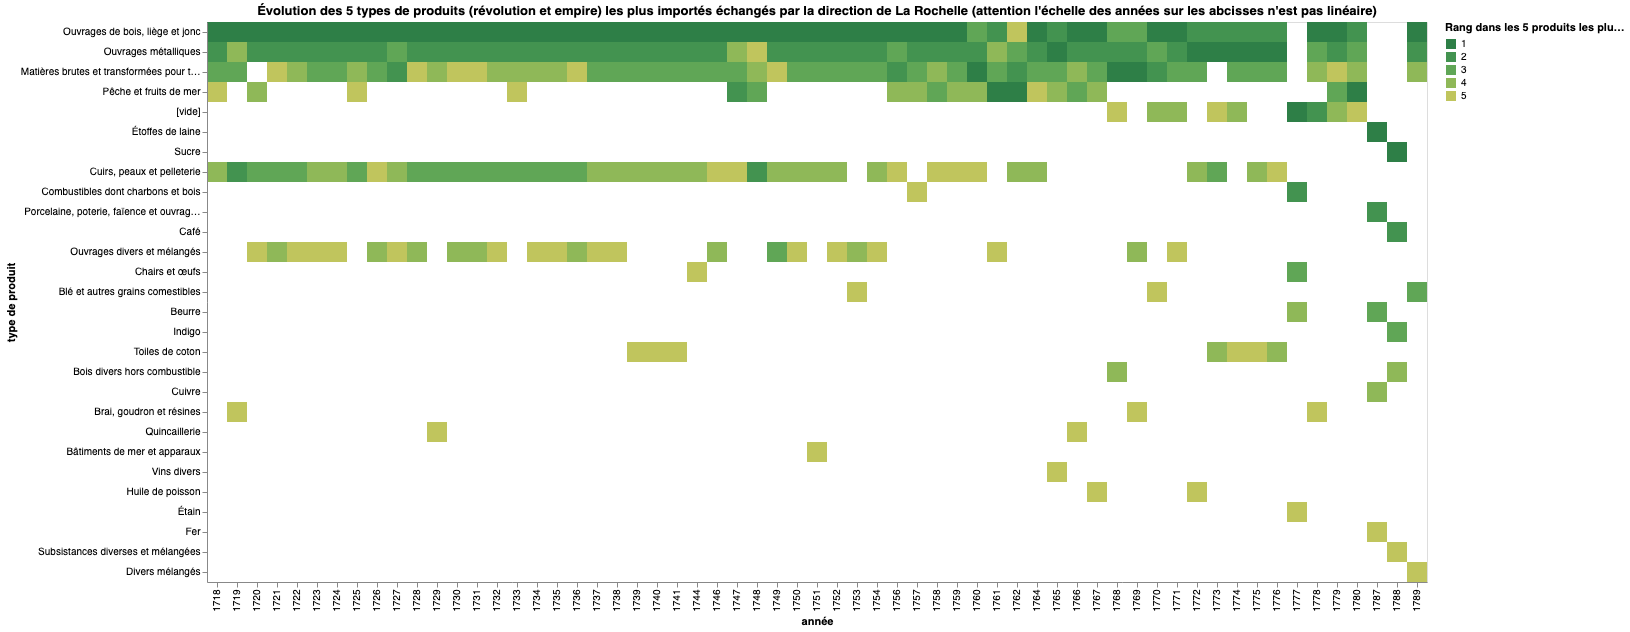 Évolution des 5 types de produits (révolution et empire) les plus importés échangés par la direction de La Rochelle (attention l'échelle des années sur les abcisses n'est pas linéaire)
Rang dans les 5 produits les plu…
1
2
3
4
5
type de produit
Ouvrages de bois, liège et jonc
Ouvrages métalliques
Matières brutes et transformées pour t…
Pêche et fruits de mer
[vide]
Étoffes de laine
Sucre
Cuirs, peaux et pelleterie
Combustibles dont charbons et bois
Porcelaine, poterie, faïence et ouvrag…
Café
Ouvrages divers et mélangés
Chairs et œufs
Blé et autres grains comestibles
Beurre
Indigo
Toiles de coton
Bois divers hors combustible
Cuivre
Brai, goudron et résines
Quincaillerie
Bâtiments de mer et apparaux
Vins divers
Huile de poisson
Étain
Fer
Subsistances diverses et mélangées
Divers mélangés
1718 1719 1720 1721 1722 1723 1724 1725 1726 1727 1728 1729 1730 1731 1732 1733 1734 1735 1736 1737 1738 1739 1740 1741 1744 1746 1747 1748 1749 1750 1751 1752 1753 1754 1756 1757 1758 1759 1760 1761 1762 1764 1765 1766 1767 1768 1769 1770 1771 1772 1773 1774 1775 1776 1777 1778 1779 1780 1787 1788 1789
année